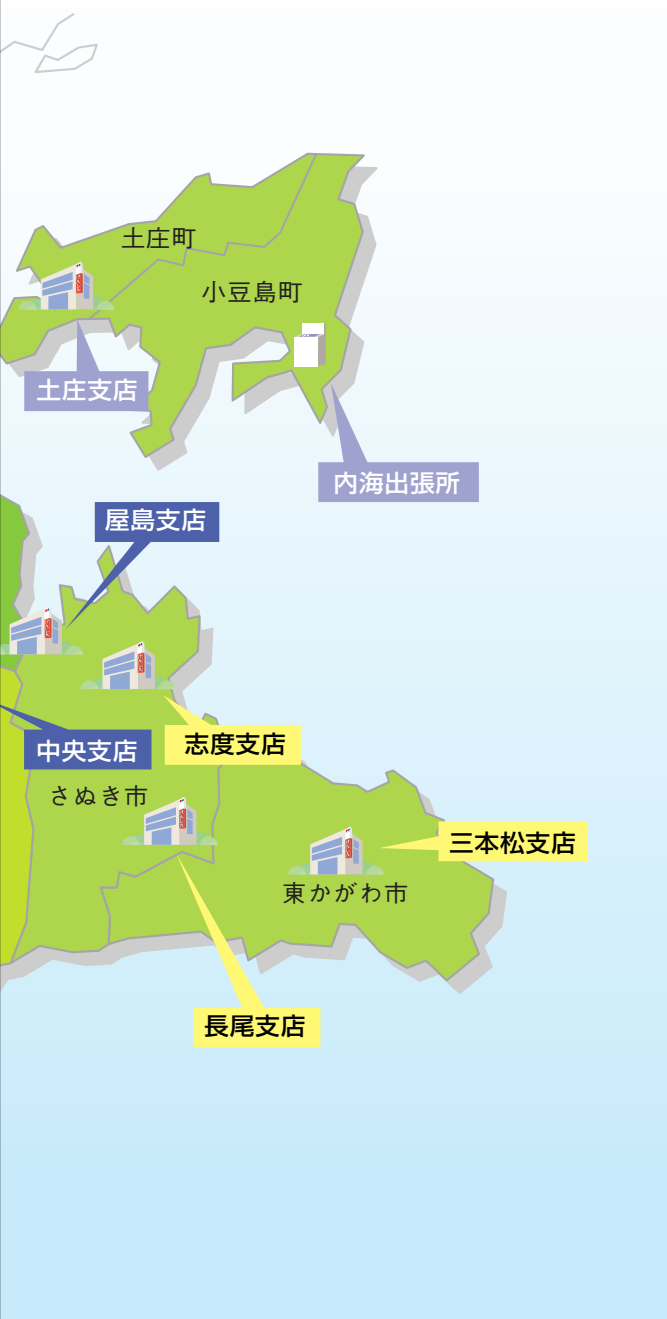 土庄町
小豆島町
土庄支店
内海出張所
屋島支店
志度支店
中央支店
さぬき市
三本松支店
東かがわ市
長尾支店